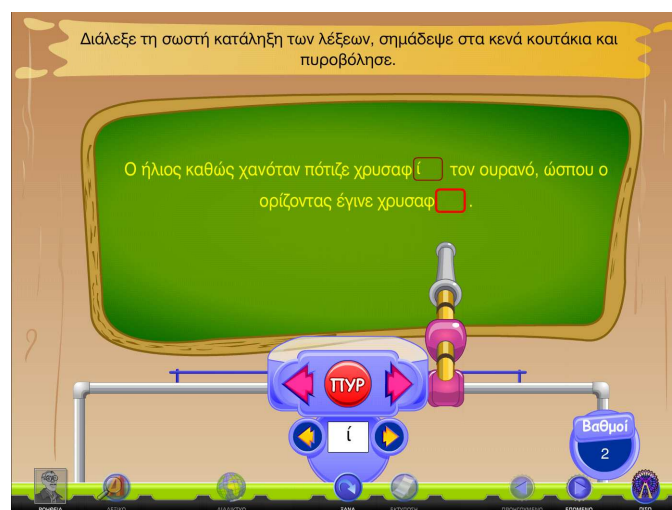 Διάλεξε τη σωστή κατάληξη των λέξεων, σημάδεψε στα κενά κουτάκια και
πυροβόλησε.
Ο ήλιος καθώς χανόταν πότιζε χρυσαφί τον ουρανό, ώσπου ο
ορίζοντας έγινε χρυσαφ .
ΠΥΡ
ί
Βαθμοί
2